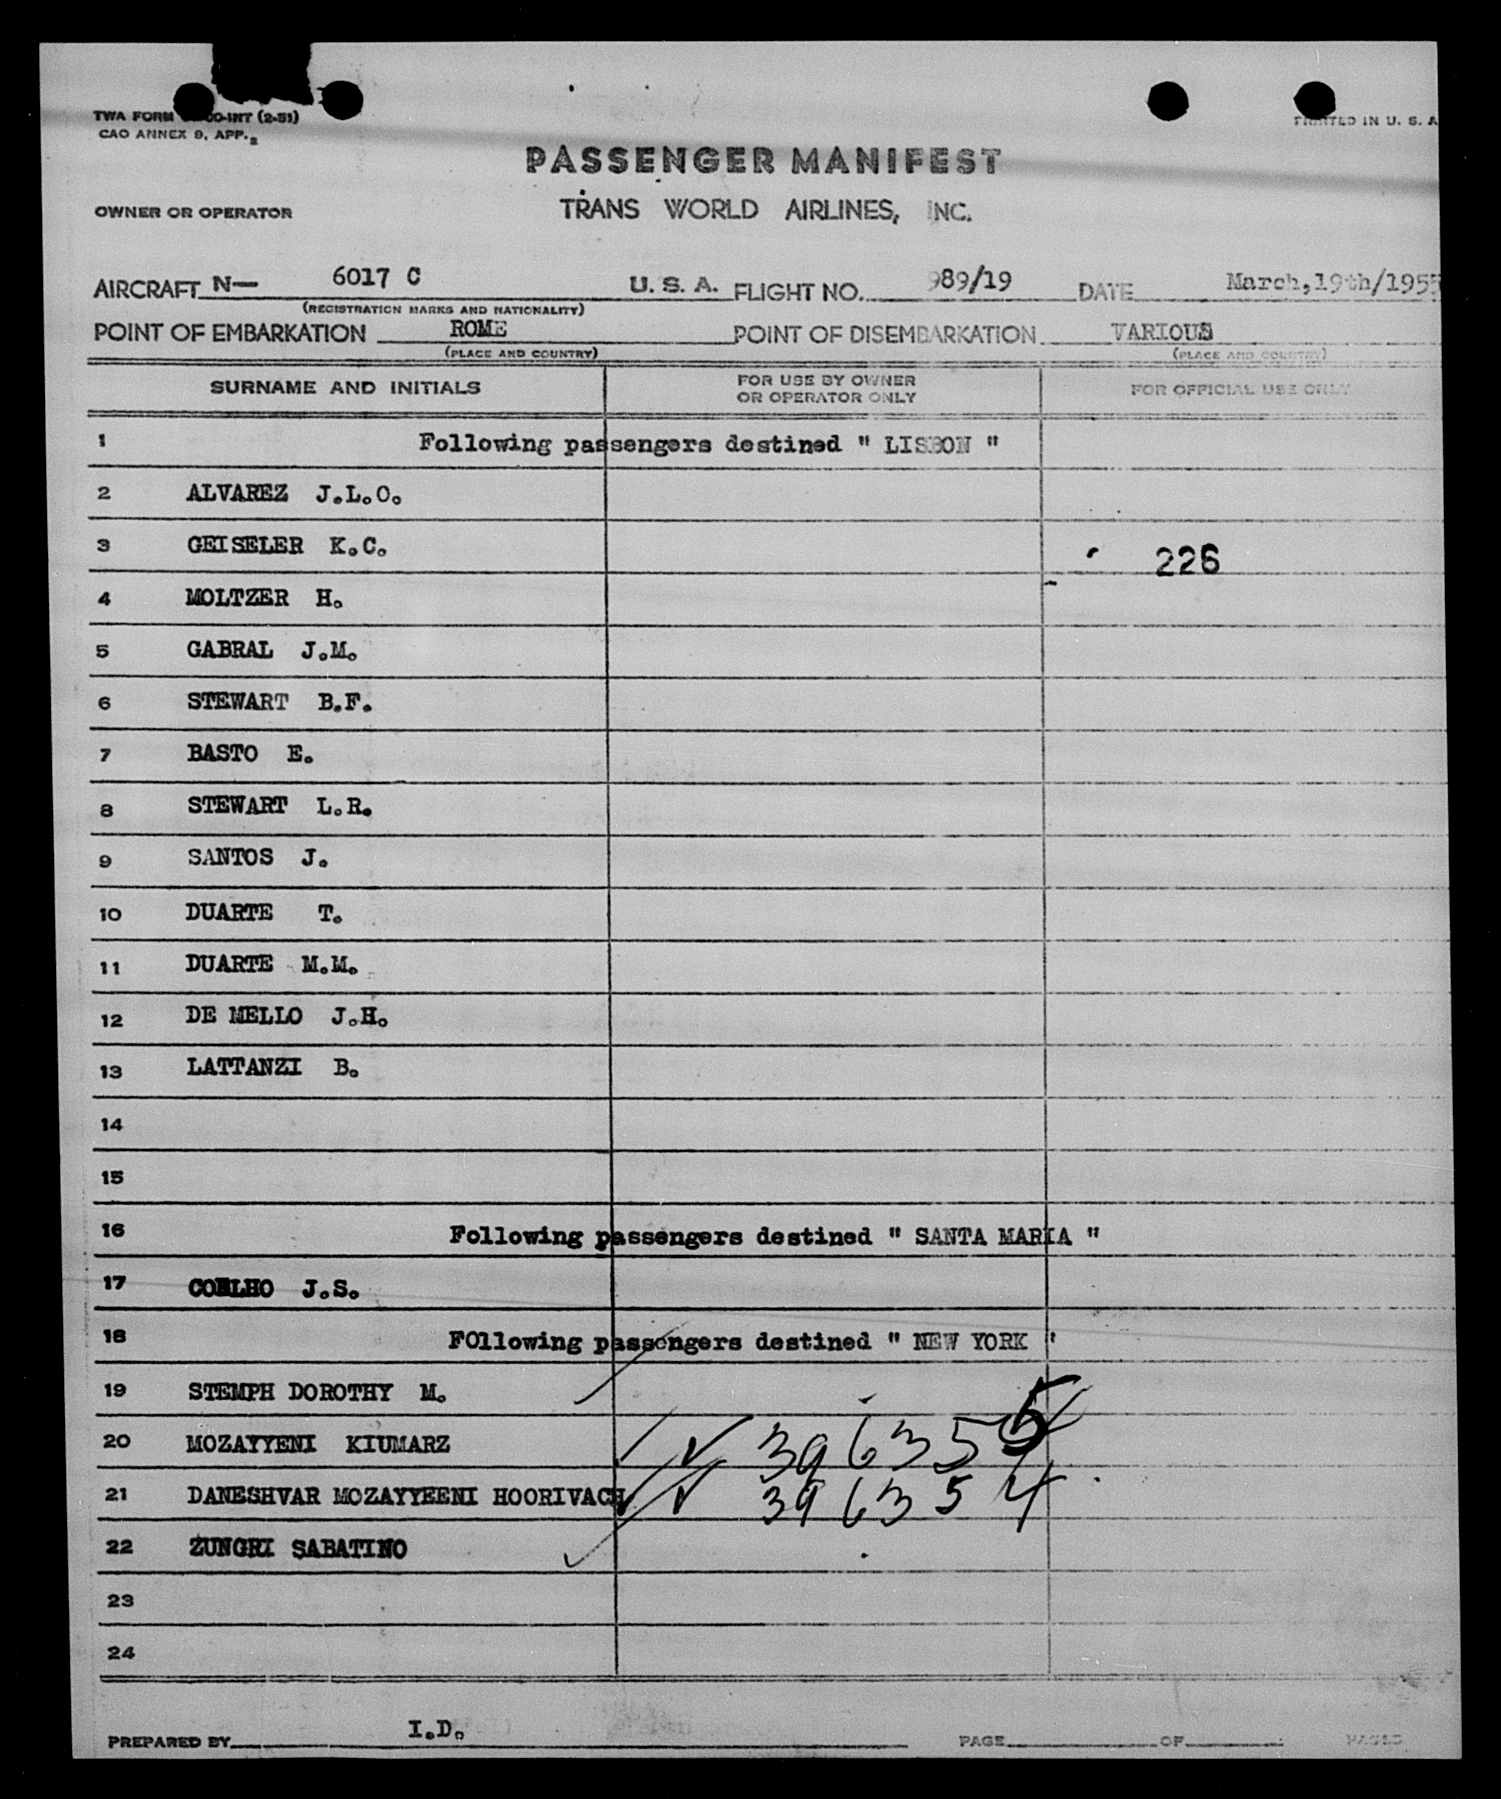 TWA FORM 00-INT (2-51)
CAO ANNEX 9, APP. 2
PRINTED IN U. S. A
PASSENGER MANIFEST
OWNER OR OPERATOR
TRANS WORLD AIRLINES, INC.
AIRCRAFT N— 6017 C U. S. A. FLIGHT NO. 989/19 DATE March,19th/1955
(REGISTRATION MARKS AND NATIONALITY)
POINT OF EMBARKATION ROME POINT OF DISEMBARKATION VARIOUS
(PLACE AND COUNTRY) (PLACE AND COUNTRY)
SURNAME AND INITIALS FOR USE BY OWNER OR OPERATOR ONLY FOR OFFICIAL USE ONLY
1 Following passengers destined " LISBON "
2 ALVAREZ J.L.O.
3 GEISELER K.C. 226
4 MOLTZER H.
5 GABRAL J.M.
6 STEWART B.F.
7 BASTO E.
8 STEWART L.R.
9 SANTOS J.
10 DUARTE T.
11 DUARTE M.M.
12 DE MELLO J.H.
13 LATTANZI B.
14
15
16 Following passengers destined " SANTA MARIA "
17 COELHO J.S.
18 FOllowing passengers destined " NEW YORK "
19 STEMPH DOROTHY M.
20 MOZAYYENI KIUMARZ 396355
21 DANESHVAR MOZAYYEENI HOORIVACH 396354
22 ZUNGRI SABATINO
23
24
PREPARED BY I.D. PAGE OF PAGES